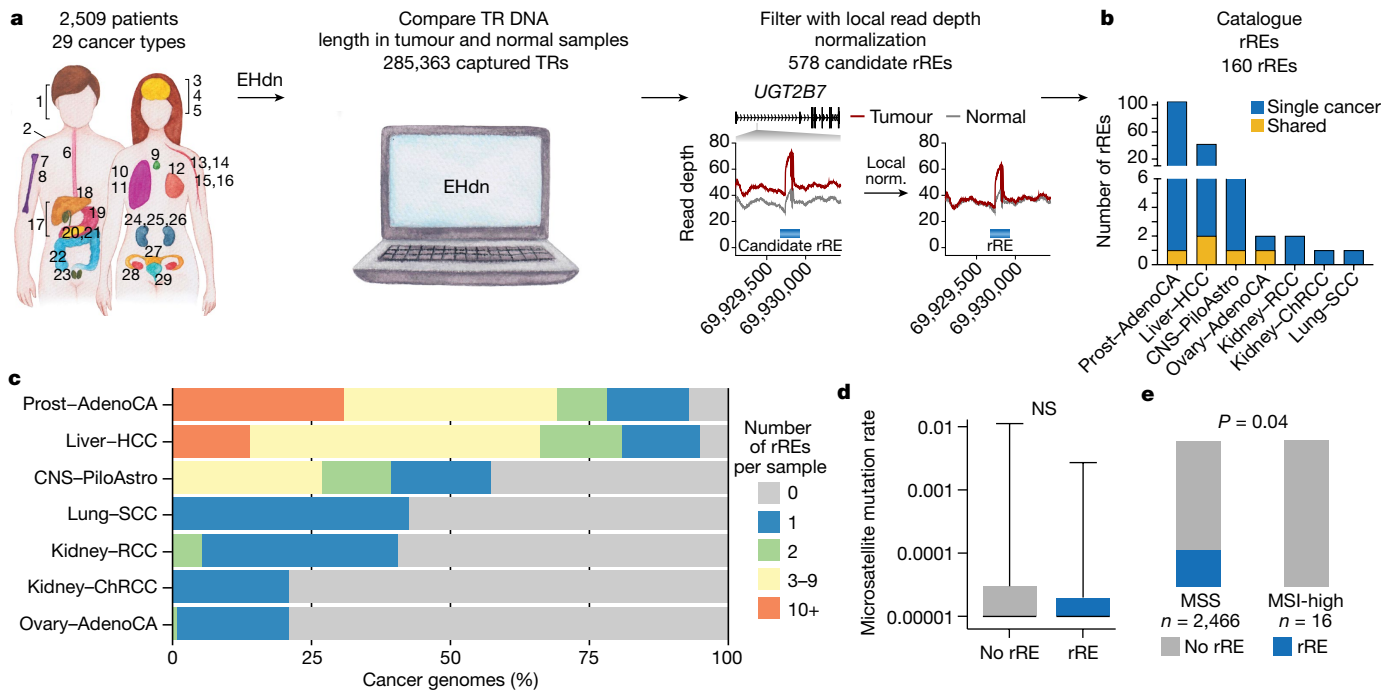 a
2,509 patients
29 cancer types
EHdn
Compare TR DNA
length in tumour and normal samples
285,363 captured TRs
EHdn
Filter with local read depth
normalization
578 candidate rREs
UGT2B7
Tumour
Normal
Read depth
80
60
40
20
0
Candidate rRE
69,929,500
69,930,000
Local
norm.
80
60
40
20
0
rRE
69,929,500
69,930,000
1
2
3
4
5
6
7
8
9
10
11
12
13,14
15,16
17
18
19
20,21
22
23
24,25,26
27
28
29
b
Catalogue
rREs
160 rREs
Single cancer
Shared
Number of rREs
100
60
20
6
4
2
0
Prost–AdenoCA
Liver–HCC
CNS–PiloAstro
Ovary–AdenoCA
Kidney–RCC
Kidney–ChRCC
Lung–SCC
c
Prost–AdenoCA
Liver–HCC
CNS–PiloAstro
Lung–SCC
Kidney–RCC
Kidney–ChRCC
Ovary–AdenoCA
0
25
50
75
100
Cancer genomes (%)
Number
of rREs
per sample
0
1
2
3–9
10+
d
NS
Microsatellite mutation rate
0.01
0.001
0.0001
0.00001
No rRE
rRE
e
P = 0.04
MSS
n = 2,466
MSI-high
n = 16
No rRE
rRE